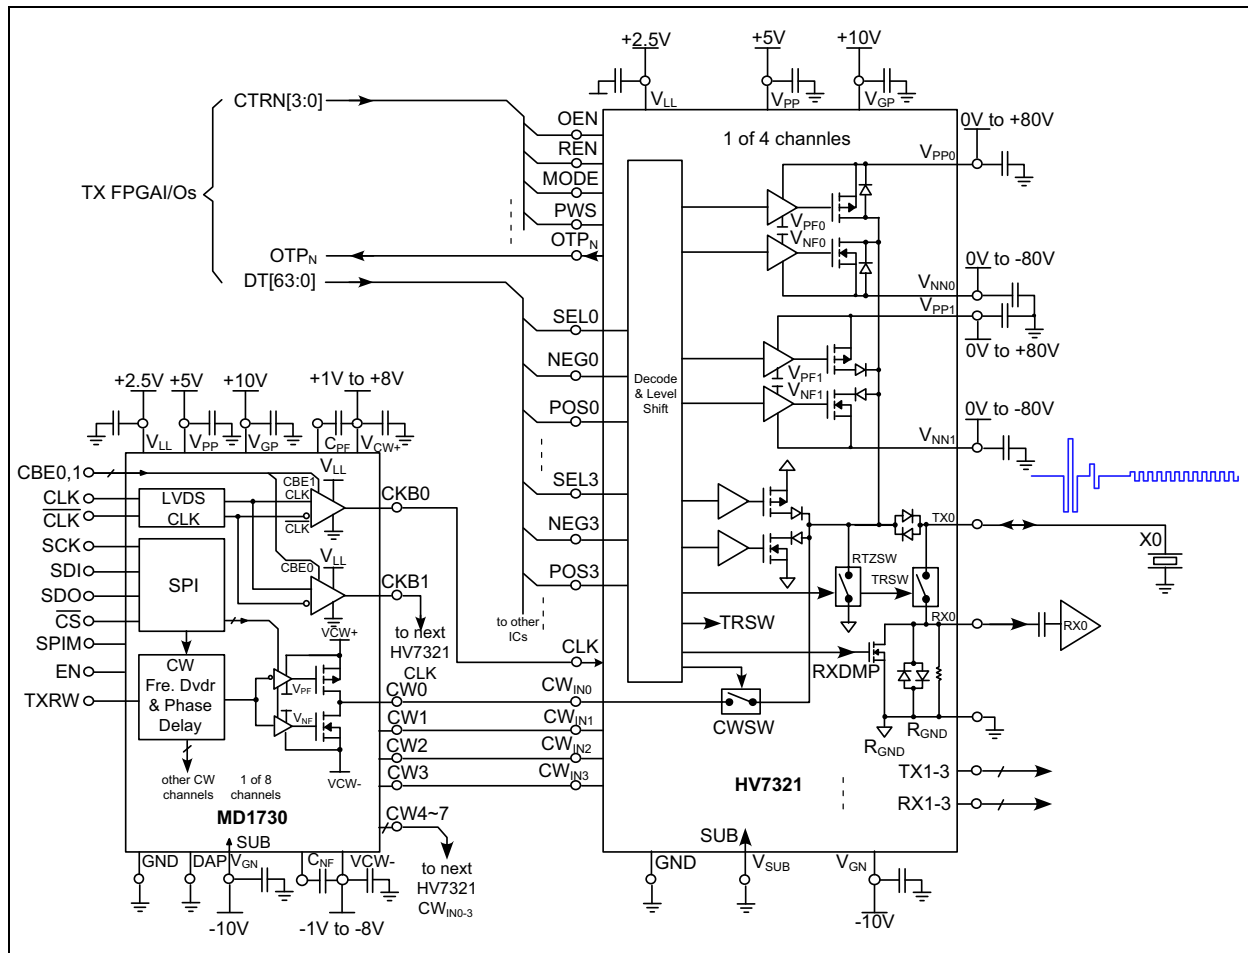 +2.5V
+5V
+10V
VLL
VPP
VGP
CTRN[3:0]
TX FPGAI/Os
OTPN
DT[63:0]
OEN
REN
MODE
PWS
OTPN
SEL0
NEG0
POS0
SEL3
NEG3
POS3
to other
ICs
CLK
1 of 4 channles
Decode
& Level
Shift
VPF0
VNF0
VPF1
VNF1
0V to +80V
VPP0
0V to -80V
VNN0
VPP1
0V to +80V
0V to -80V
VNN1
TX0
X0
RTZSW
TRSW
TRSW
RX0
RX0
RXDMP
RGND
RGND
CWSW
CWIN0
CWIN1
CWIN2
CWIN3
HV7321
TX1-3
RX1-3
SUB
GND
VSUB
VGN
-10V
+2.5V
+5V
+10V
+1V to +8V
VLL
VPP
VGP
CPF
VCW+
CBE0,1
CLK
CLK
SCK
SDI
SDO
CS
SPIM
EN
TXRW
LVDS
CLK
SPI
CW
Fre. Dvdr
& Phase
Delay
CBE1
CLK
CLK
VLL
CBE0
VLL
VCW+
VPF
VNF
VCW-
CKB0
CKB1
to next
HV7321
CLK
CW0
CW1
CW2
CW3
CW4~7
to next
HV7321
CWIN0-3
other CW
channels
1 of 8
channels
MD1730
SUB
GND
DAP
VGN
CNF
VCW-
-10V
-1V to -8V